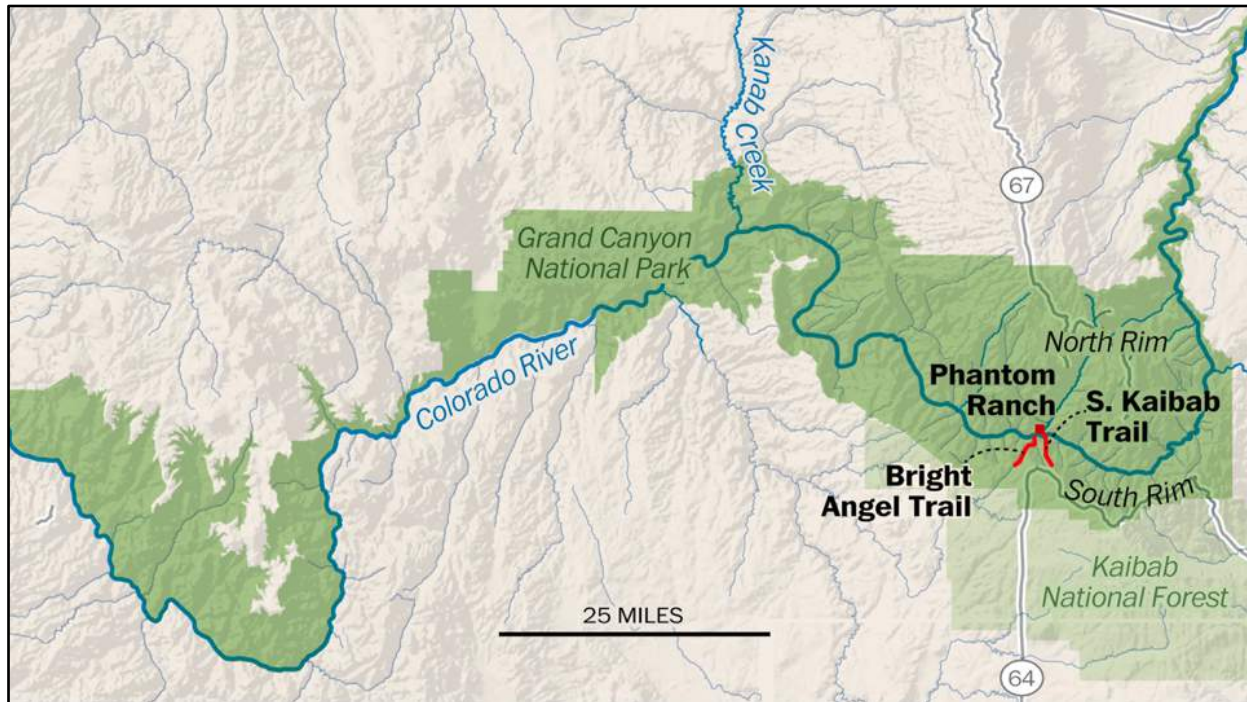 Kanab Creek
67
Grand Canyon
National Park
North Rim
Colorado River
Phantom
Ranch
S. Kaibab
Trail
Bright
Angel Trail
South Rim
Kaibab
National Forest
25 MILES
64